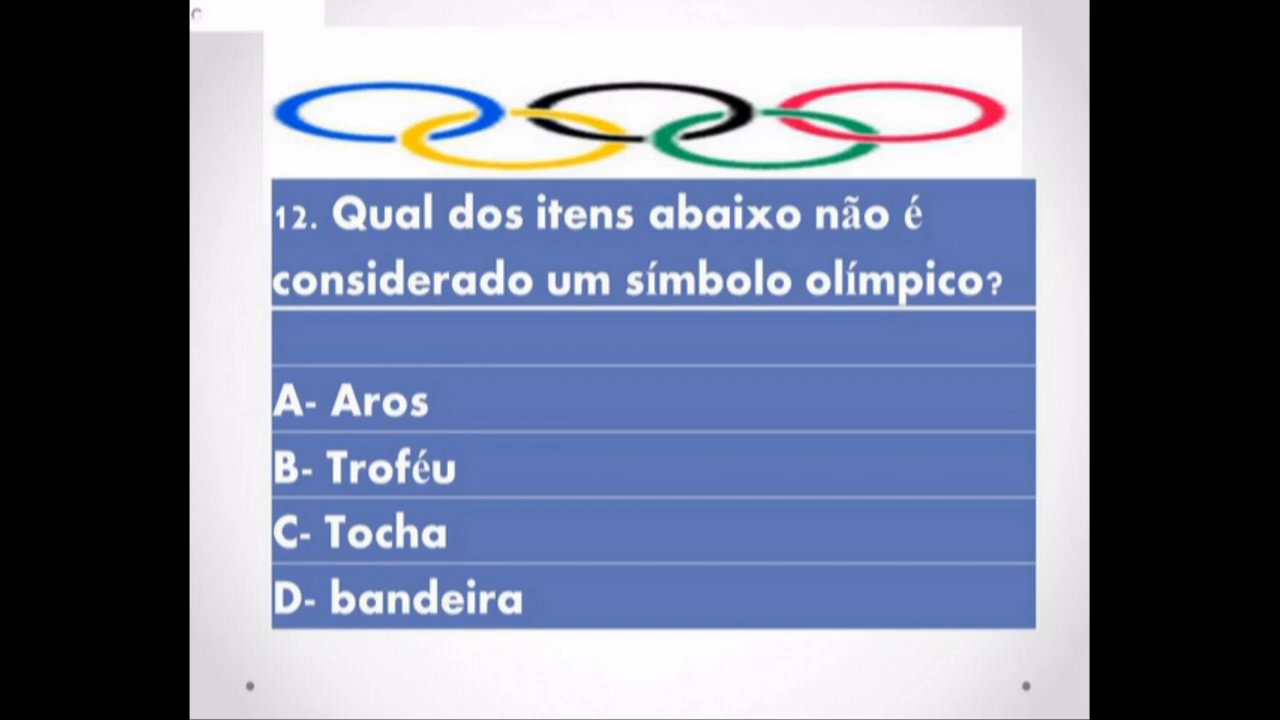 12. Qual dos itens abaixo não é
considerado um símbolo olímpico?
A- Aros
B- Troféu
C- Tocha
D- bandeira